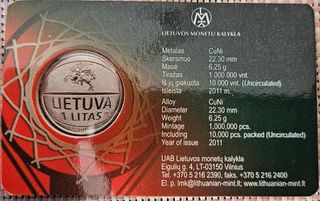 LIETUVOS MONETŲ KALYKLA
Metalas CuNi
Skersmuo 22.30 mm
Masė 6.25 g
Tiražas 1 000 000 vnt.
Iš jų pakuota 10 000 vnt. (Uncirculated)
Išleista 2011 m.
Alloy CuNi
Diameter 22.30 mm
Weight 6.25 g
Mintage 1,000,000 pcs.
Including 10,000 pcs. packed (Uncirculated)
Year of issue 2011
LIETUVA
1 LITAS
UAB Lietuvos monetų kalykla
Eigulių g. 4, LT-03150 Vilnius
Tel. +370 5 216 2390, faks. +370 5 216 2400
El. p. lmk@lithuanian-mint.lt, www.lithuanian-mint.lt